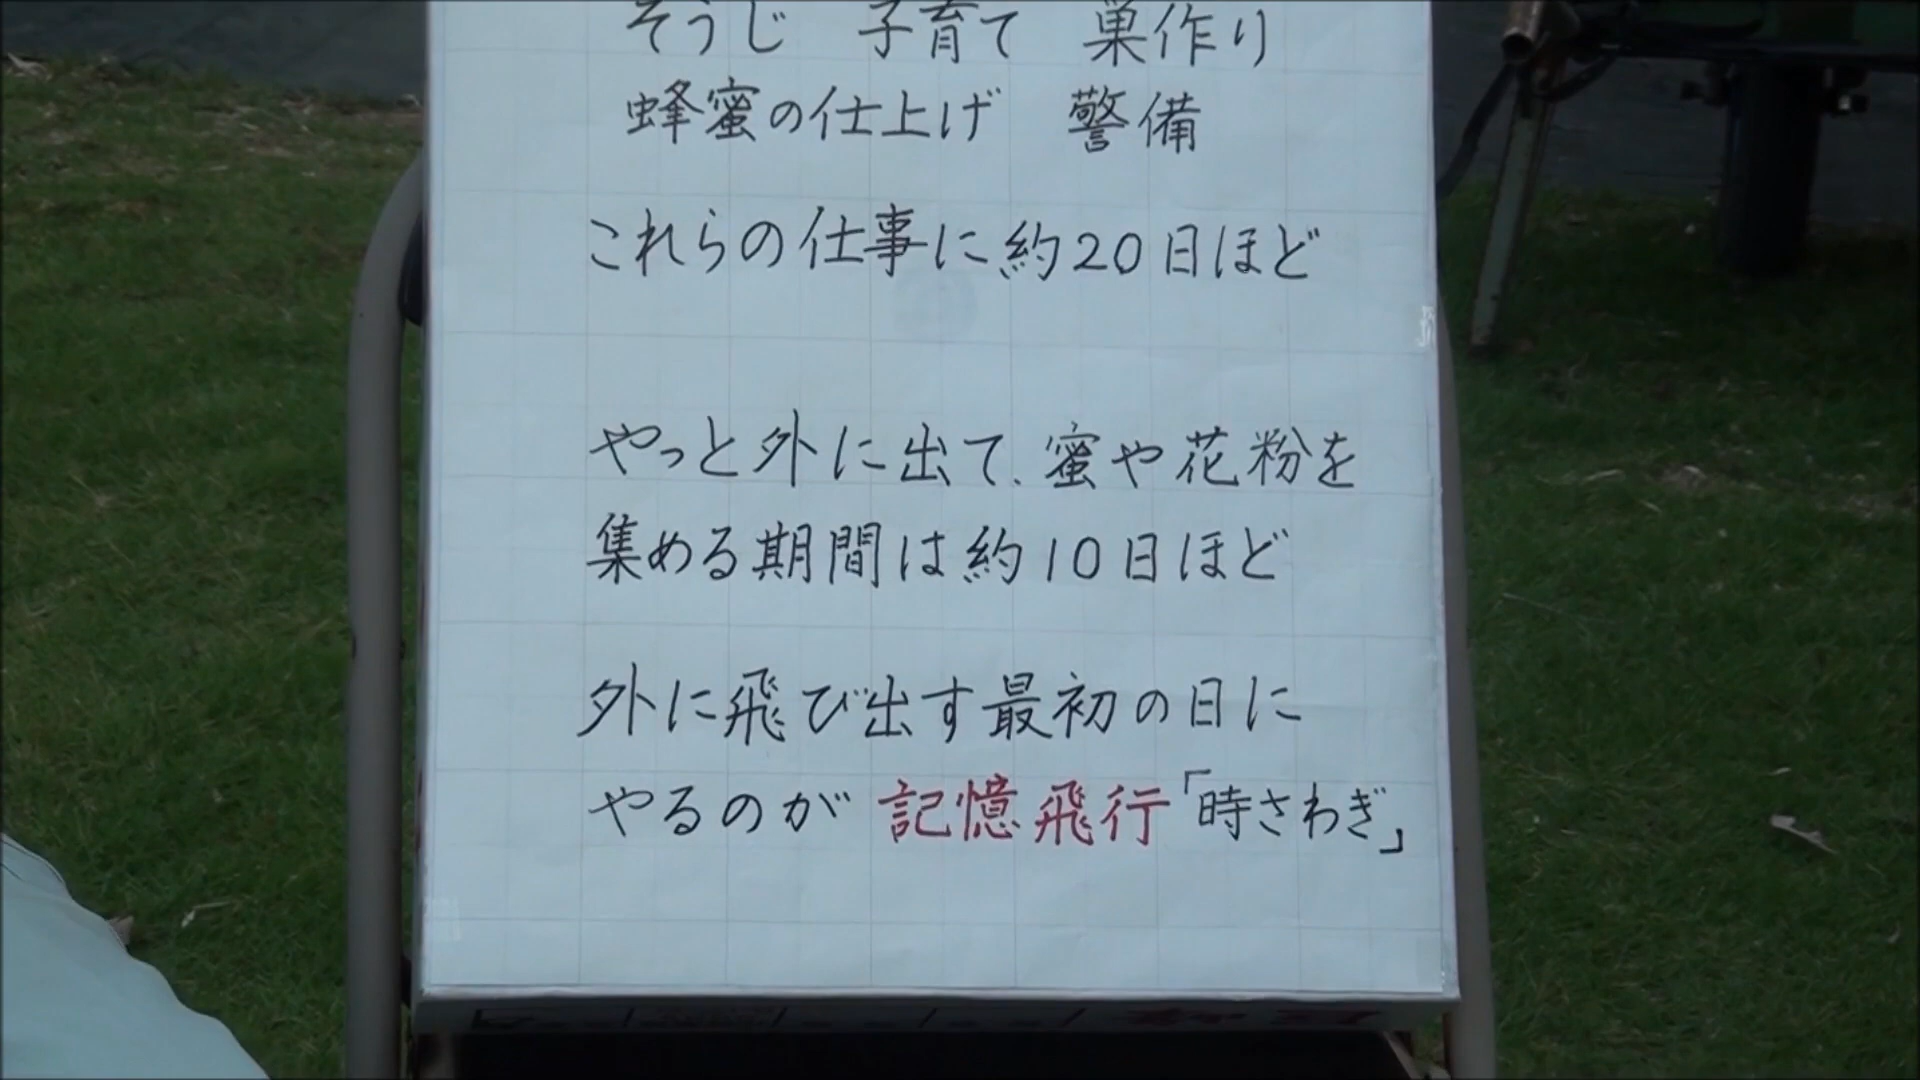 そうじ　子育て　巣作り
蜂蜜の仕上げ　警備
これらの仕事に約20日ほど
やっと外に出て、蜜や花粉を
集める期間は約10日ほど
外に飛び出す最初の日に
やるのが 記憶飛行「時さわぎ」